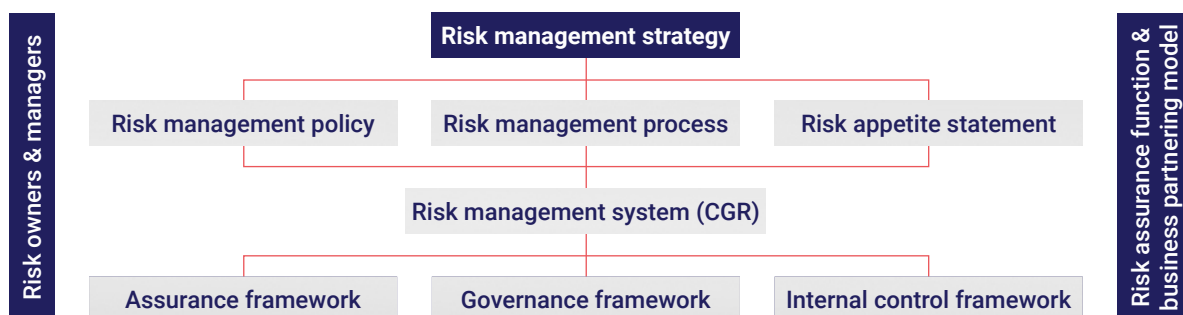 Risk owners & managers
Risk management strategy
Risk management policy
Risk management process
Risk appetite statement
Risk management system (CGR)
Assurance framework
Governance framework
Internal control framework
Risk assurance function &
business partnering model